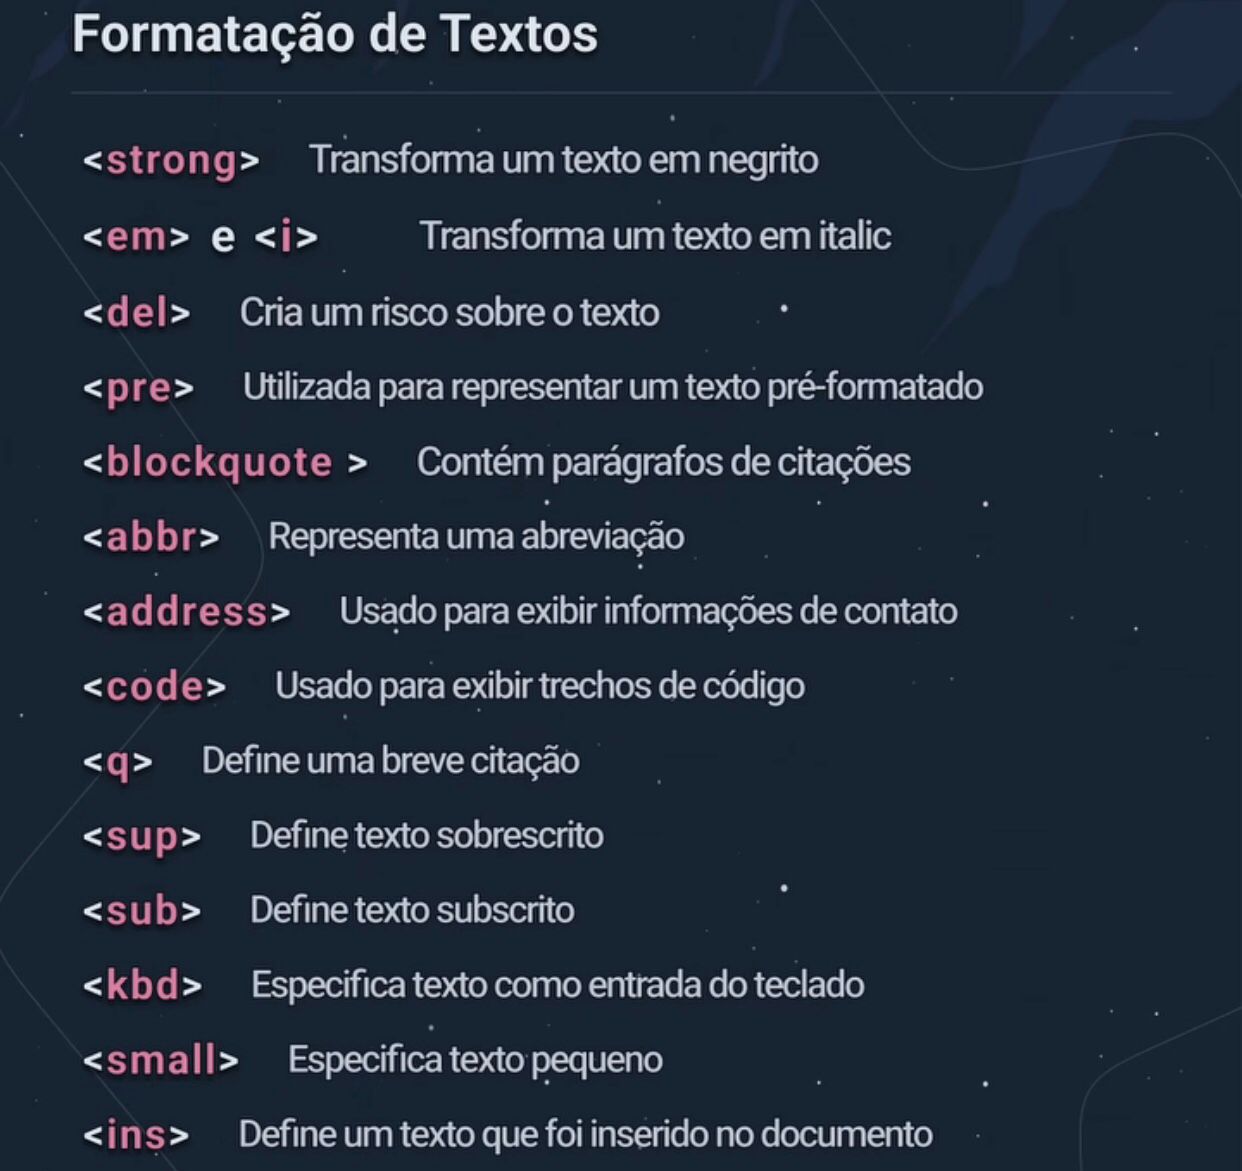 Formatação de Textos
<strong> Transforma um texto em negrito
<em> e <i> Transforma um texto em italic
<del> Cria um risco sobre o texto
<pre> Utilizada para representar um texto pré-formatado
<blockquote > Contém parágrafos de citações
<abbr> Representa uma abreviação
<address> Usado para exibir informações de contato
<code> Usado para exibir trechos de código
<q> Define uma breve citação
<sup> Define texto sobrescrito
<sub> Define texto subscrito
<kbd> Especifica texto como entrada do teclado
<small> Especifica texto pequeno
<ins> Define um texto que foi inserido no documento